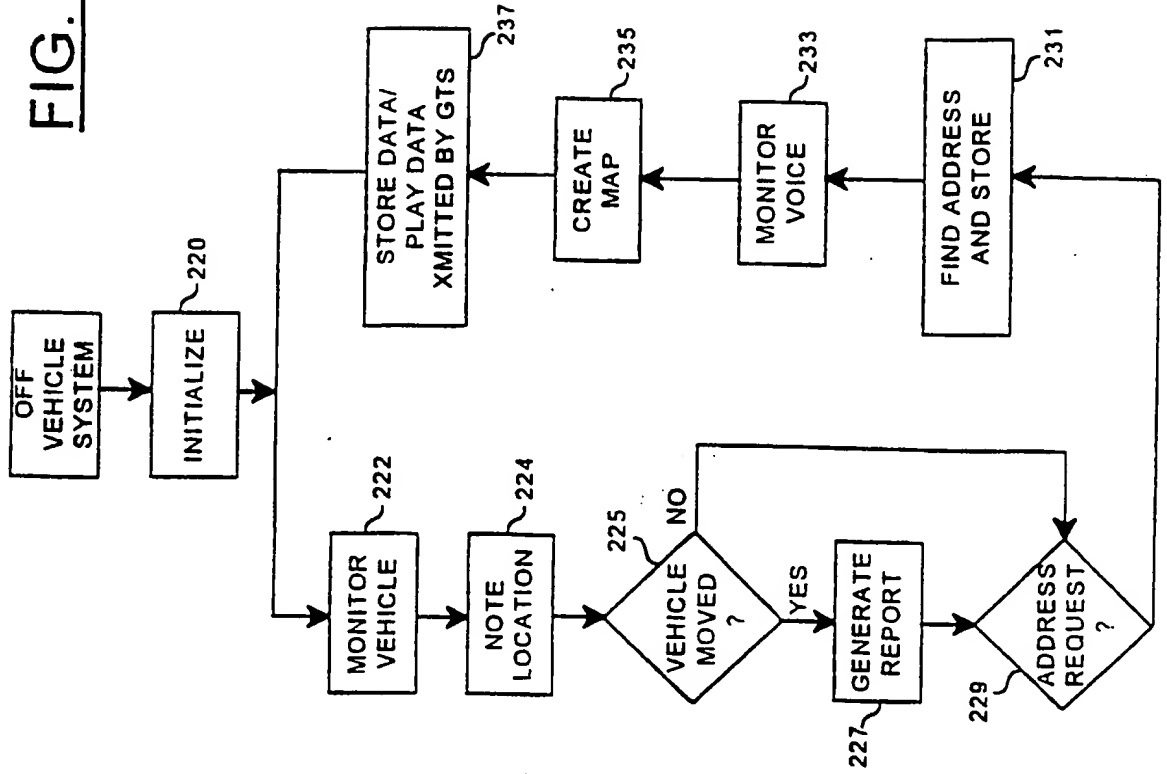 FIG.
OFF
VEHICLE
SYSTEM
220
INITIALIZE
222
MONITOR
VEHICLE
224
NOTE
LOCATION
225
VEHICLE
MOVED
?
NO
YES
GENERATE
REPORT
227
ADDRESS
REQUEST
?
229
FIND ADDRESS
AND STORE
231
MONITOR
VOICE
233
CREATE
MAP
235
STORE DATA/
PLAY DATA
XMITTED BY GTS
237